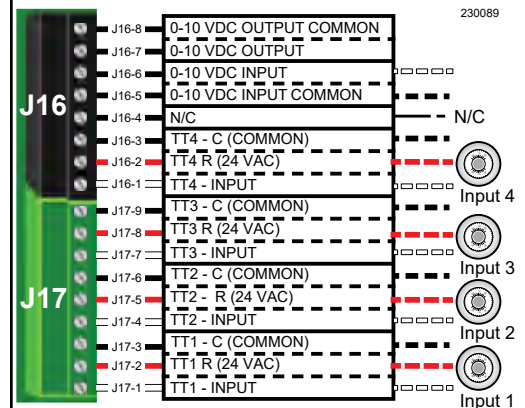 230089
J16
J16-8 0-10 VDC OUTPUT COMMON
J16-7 0-10 VDC OUTPUT
J16-6 0-10 VDC INPUT
J16-5 0-10 VDC INPUT COMMON
J16-4 N/C N/C
J16-3 TT4 - C (COMMON)
J16-2 TT4 R (24 VAC)
J16-1 TT4 - INPUT
Input 4
J17
J17-9 TT3 - C (COMMON)
J17-8 TT3 R (24 VAC)
J17-7 TT3 - INPUT
Input 3
J17-6 TT2 - C (COMMON)
J17-5 TT2 - R (24 VAC)
J17-4 TT2 - INPUT
Input 2
J17-3 TT1 - C (COMMON)
J17-2 TT1 R (24 VAC)
J17-1 TT1 - INPUT
Input 1